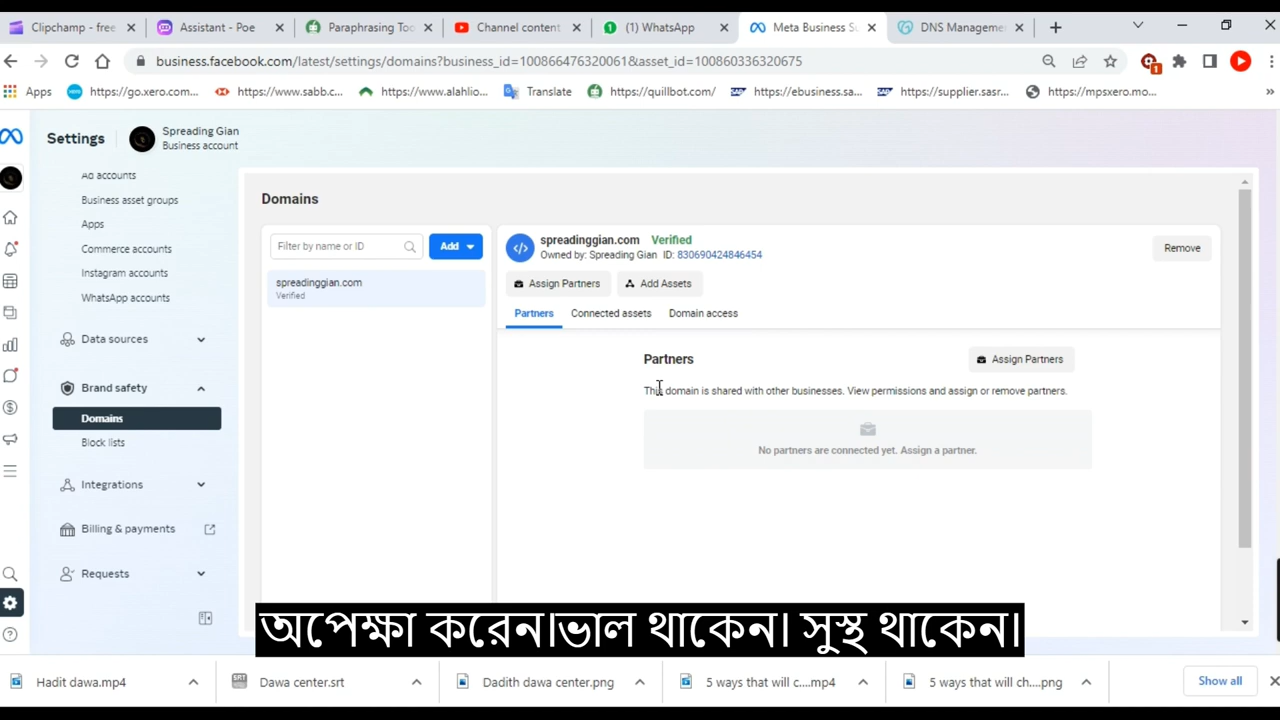 Clipchamp - free
Assistant - Poe
Paraphrasing Too
Channel content
(1) WhatsApp
Meta Business Su
DNS Manageme
business.facebook.com/latest/settings/domains?business_id=100866476320061&asset_id=100860336320675
1
Apps
https://go.xero.com...
https://www.sabb.c...
https://www.alahlio...
Translate
https://quillbot.com/
https://ebusiness.sa...
https://supplier.sasr...
https://mpsxero.mo...
Settings
Spreading Gian
Business account
Ad accounts
Business asset groups
Apps
Commerce accounts
Instagram accounts
WhatsApp accounts
Data sources
Brand safety
Domains
Block lists
Integrations
Billing & payments
Requests
Domains
Filter by name or ID
Add
spreadinggian.com
Verified
spreadinggian.com Verified
Owned by: Spreading Gian ID: 830690424846454
Remove
Assign Partners
Add Assets
Partners
Connected assets
Domain access
Partners
Assign Partners
This domain is shared with other businesses. View permissions and assign or remove partners.
No partners are connected yet. Assign a partner.
অপেক্ষা করেন।ভাল থাকেন। সুস্থ থাকেন।
Hadit dawa.mp4
Dawa center.srt
Dadith dawa center.png
5 ways that will c....mp4
5 ways that will ch....png
Show all